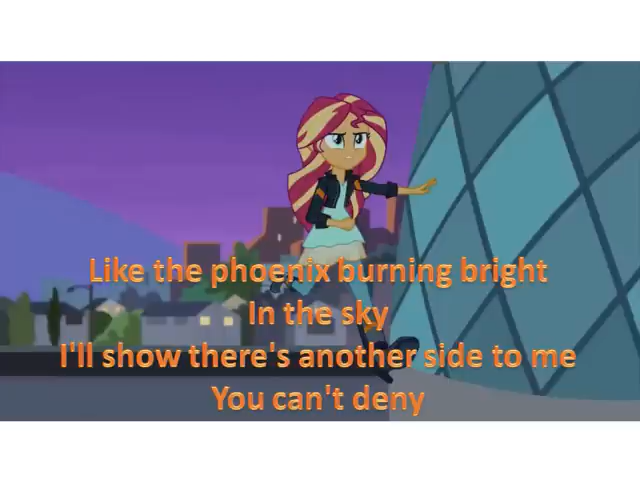 Like the phoenix burning bright
In the sky
I'll show there's another side to me
You can't deny